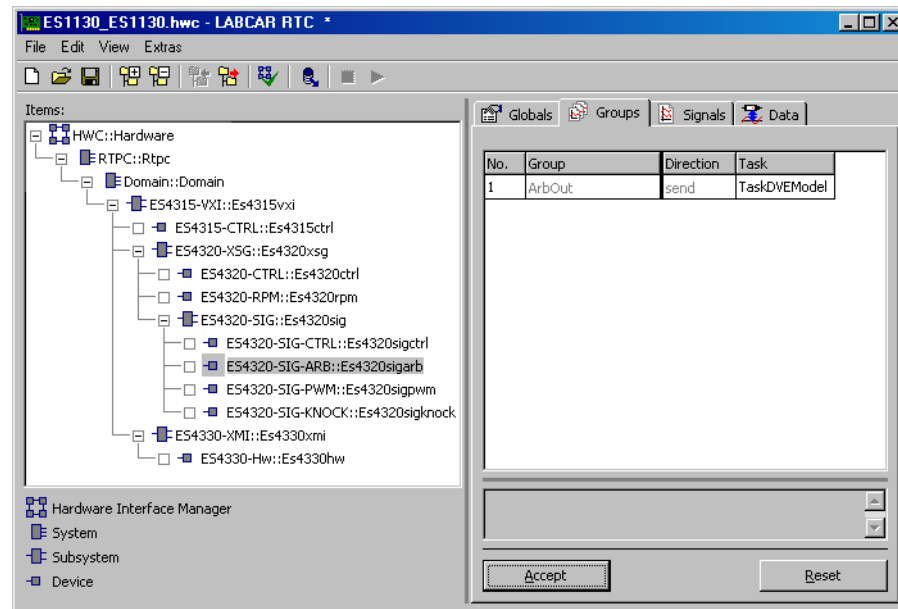 ES1130_ES1130.hwc - LABCAR RTC *
File Edit View Extras
Items:
HWC::Hardware
RTPC::Rtpc
Domain::Domain
ES4315-VXI::Es4315vxi
ES4315-CTRL::Es4315ctrl
ES4320-XSG::Es4320xsg
ES4320-CTRL::Es4320ctrl
ES4320-RPM::Es4320rpm
ES4320-SIG::Es4320sig
ES4320-SIG-CTRL::Es4320sigctrl
ES4320-SIG-ARB::Es4320sigarb
ES4320-SIG-PWM::Es4320sigpwm
ES4320-SIG-KNOCK::Es4320sigknock
ES4330-XMI::Es4330xmi
ES4330-Hw::Es4330hw
Hardware Interface Manager
System
Subsystem
Device
Globals Groups Signals Data
No. Group Direction Task
1 ArbOut send TaskDVEModel
Accept Reset